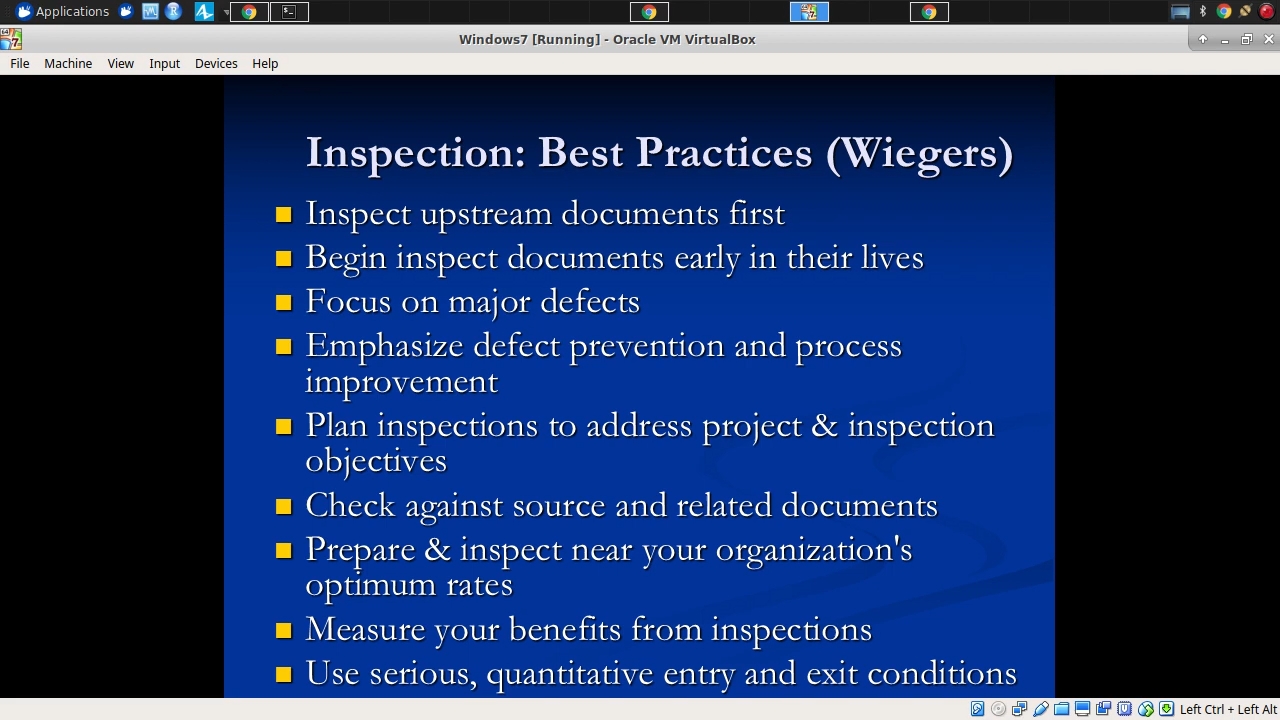 Applications
Windows7 [Running] - Oracle VM VirtualBox
File Machine View Input Devices Help
Inspection: Best Practices (Wiegers)
Inspect upstream documents first
Begin inspect documents early in their lives
Focus on major defects
Emphasize defect prevention and process
improvement
Plan inspections to address project & inspection
objectives
Check against source and related documents
Prepare & inspect near your organization's
optimum rates
Measure your benefits from inspections
Use serious, quantitative entry and exit conditions
Left Ctrl + Left Alt